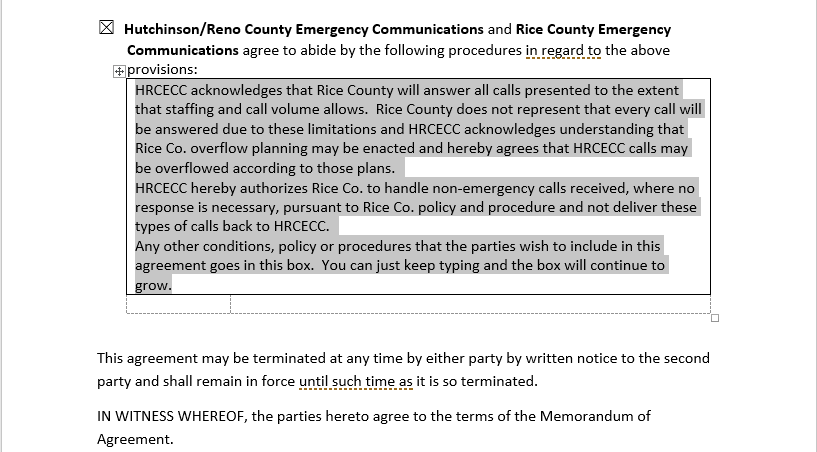 ☒ Hutchinson/Reno County Emergency Communications and Rice County Emergency
Communications agree to abide by the following procedures in regard to the above
provisions:
HRCECC acknowledges that Rice County will answer all calls presented to the extent
that staffing and call volume allows.  Rice County does not represent that every call will
be answered due to these limitations and HRCECC acknowledges understanding that
Rice Co. overflow planning may be enacted and hereby agrees that HRCECC calls may
be overflowed according to those plans.
HRCECC hereby authorizes Rice Co. to handle non-emergency calls received, where no
response is necessary, pursuant to Rice Co. policy and procedure and not deliver these
types of calls back to HRCECC.
Any other conditions, policy or procedures that the parties wish to include in this
agreement goes in this box.  You can just keep typing and the box will continue to
grow.
This agreement may be terminated at any time by either party by written notice to the second
party and shall remain in force until such time as it is so terminated.
IN WITNESS WHEREOF, the parties hereto agree to the terms of the Memorandum of
Agreement.